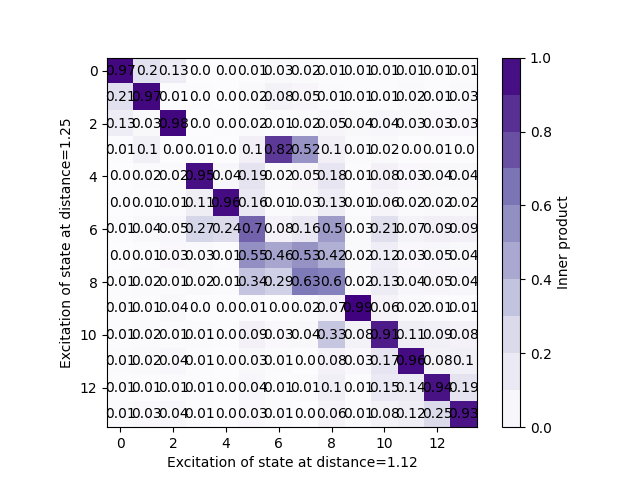 0 0.97 0.2 0.13 0.0 0.0 0.01 0.03 0.02 0.01 0.01 0.01 0.01 0.01 0.01
0.21 0.97 0.01 0.0 0.0 0.02 0.08 0.05 0.01 0.01 0.01 0.02 0.01 0.03
2 0.13 0.03 0.98 0.0 0.0 0.02 0.01 0.02 0.05 0.04 0.04 0.03 0.03 0.03
0.01 0.1 0.0 0.01 0.0 0.1 0.82 0.52 0.1 0.01 0.02 0.0 0.01 0.0
4 0.0 0.02 0.02 0.95 0.04 0.19 0.02 0.05 0.18 0.01 0.08 0.03 0.04 0.04
0.0 0.01 0.01 0.11 0.96 0.16 0.01 0.03 0.13 0.01 0.06 0.02 0.02 0.02
6 0.01 0.04 0.05 0.27 0.24 0.7 0.08 0.16 0.5 0.03 0.21 0.07 0.09 0.09
0.0 0.01 0.03 0.03 0.01 0.55 0.46 0.53 0.42 0.02 0.12 0.03 0.05 0.04
8 0.01 0.02 0.01 0.02 0.01 0.34 0.29 0.63 0.6 0.02 0.13 0.04 0.05 0.04
0.01 0.01 0.04 0.0 0.0 0.01 0.0 0.02 0.07 0.99 0.06 0.02 0.01 0.01
10 0.01 0.02 0.01 0.01 0.0 0.09 0.03 0.04 0.33 0.08 0.91 0.11 0.09 0.08
0.01 0.02 0.04 0.01 0.0 0.03 0.01 0.0 0.08 0.03 0.17 0.96 0.08 0.1
12 0.01 0.01 0.01 0.01 0.0 0.04 0.01 0.01 0.1 0.01 0.15 0.14 0.94 0.19
0.01 0.03 0.04 0.01 0.0 0.03 0.01 0.0 0.06 0.01 0.08 0.12 0.25 0.93
0 2 4 6 8 10 12
Excitation of state at distance=1.12
Excitation of state at distance=1.25
1.0
0.8
0.6
0.4
0.2
0.0
Inner product